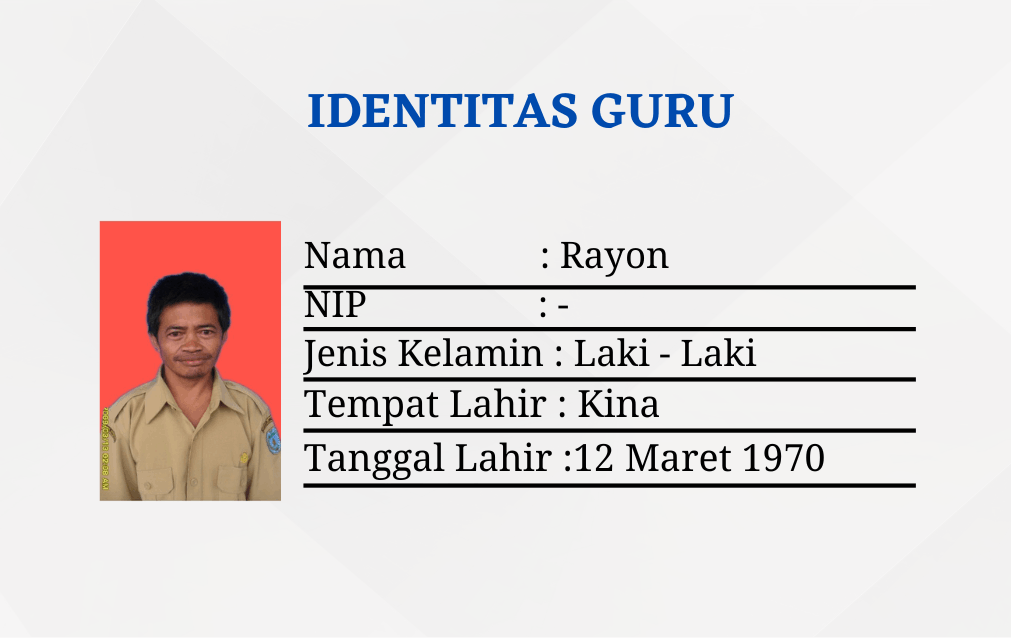 IDENTITAS GURU
Nama : Rayon
NIP : -
Jenis Kelamin : Laki - Laki
Tempat Lahir : Kina
Tanggal Lahir :12 Maret 1970